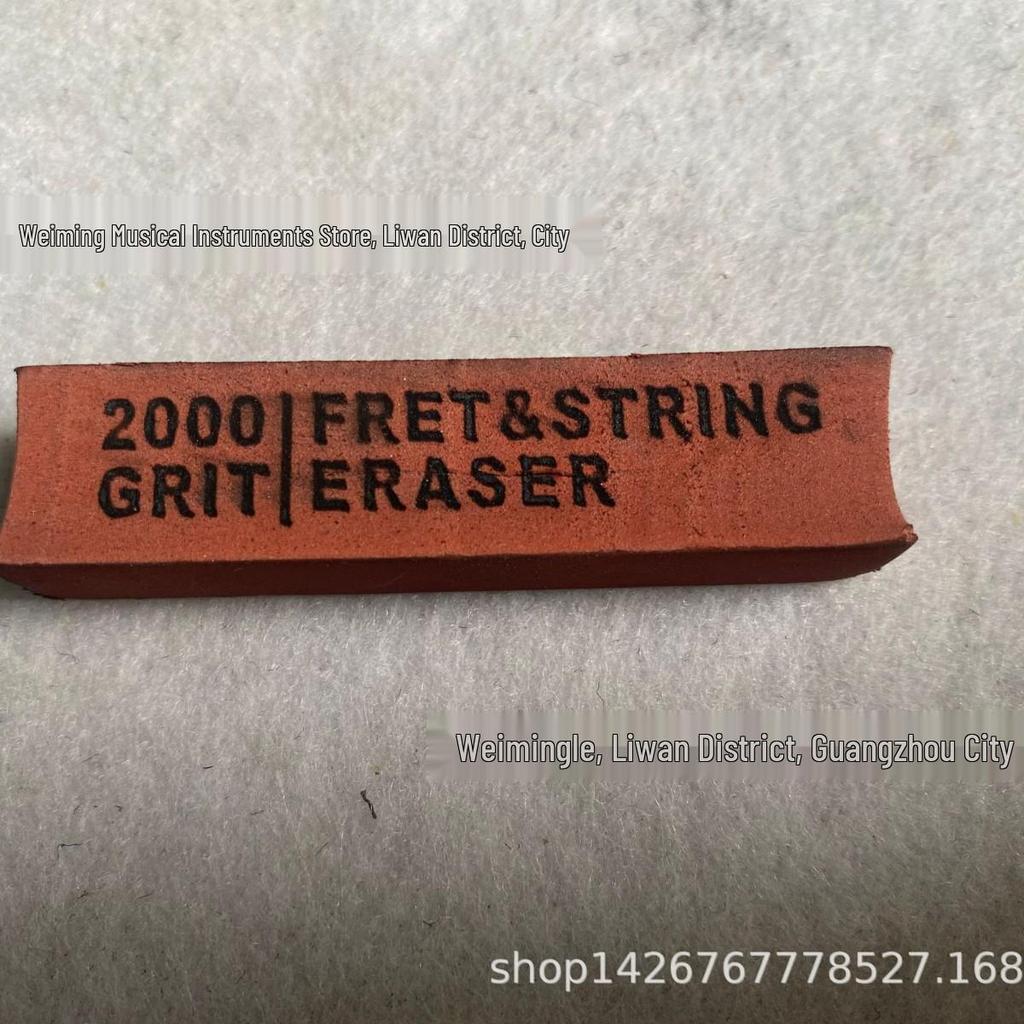 Weiming Musical Instruments Store, Liwan District, City
2000 FRET&STRING
GRIT ERASER
Weimingle, Liwan District, Guangzhou City
shop1426767778527.168